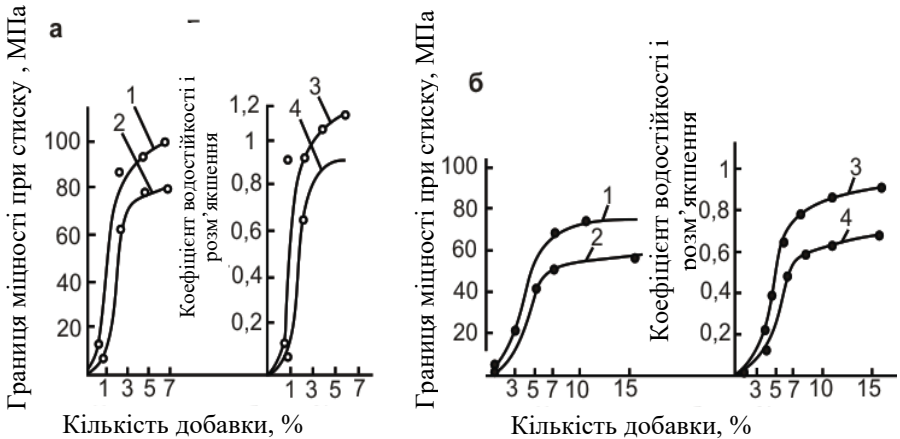 а
Границя міцності при стиску , МПа
100
80
60
40
20
1
2
1 3 5 7
Коефіцієнт водостійкості і
розм’якшення
1,2
1
0,8
0,6
0,4
0,2
3
4
1 3 5 7
Кількість добавки, %
б
Границя міцності при стиску, МПа
100
80
60
40
20
1
2
3 5 7 10 15
Коефіцієнт водостійкості і
розм’якшення
1
0,8
0,6
0,4
0,2
3
4
3 5 7 10 15
Кількість добавки, %